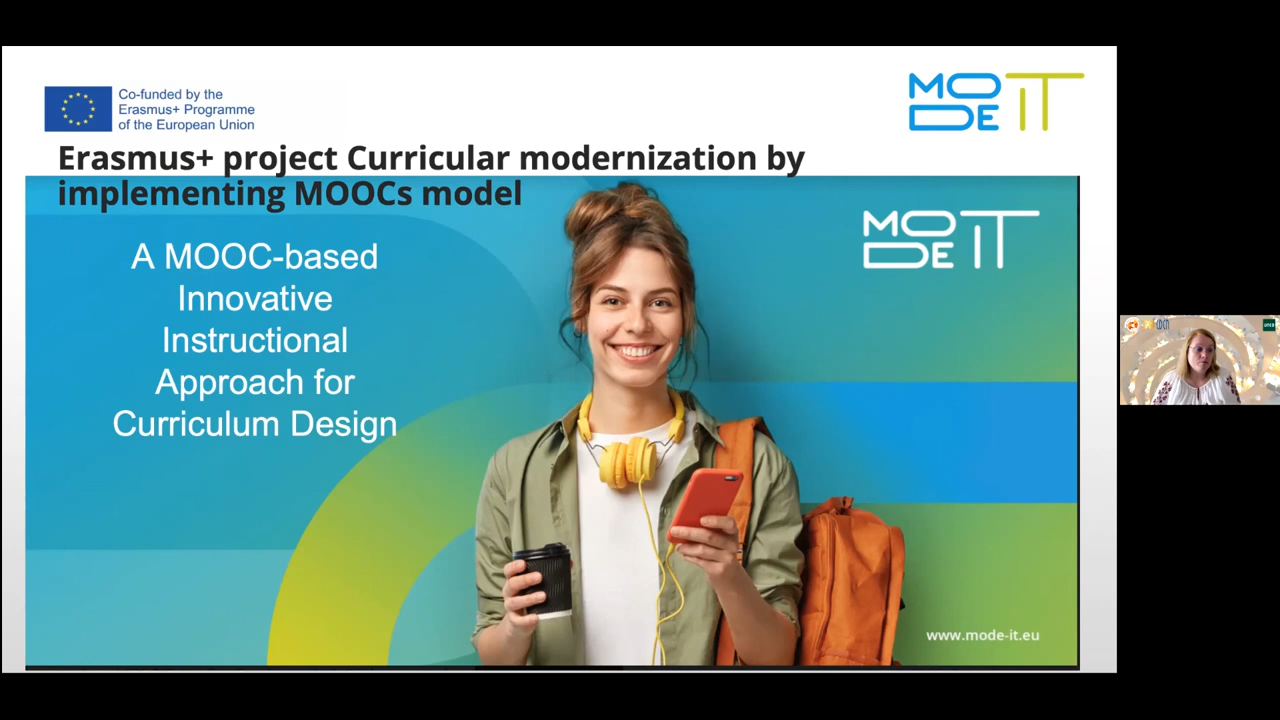 Co-funded by the
Erasmus+ Programme
of the European Union
MO
DE IT
Erasmus+ project Curricular modernization by
implementing MOOCs model
A MOOC-based
Innovative
Instructional
Approach for
Curriculum Design
MO
DE IT
www.mode-it.eu